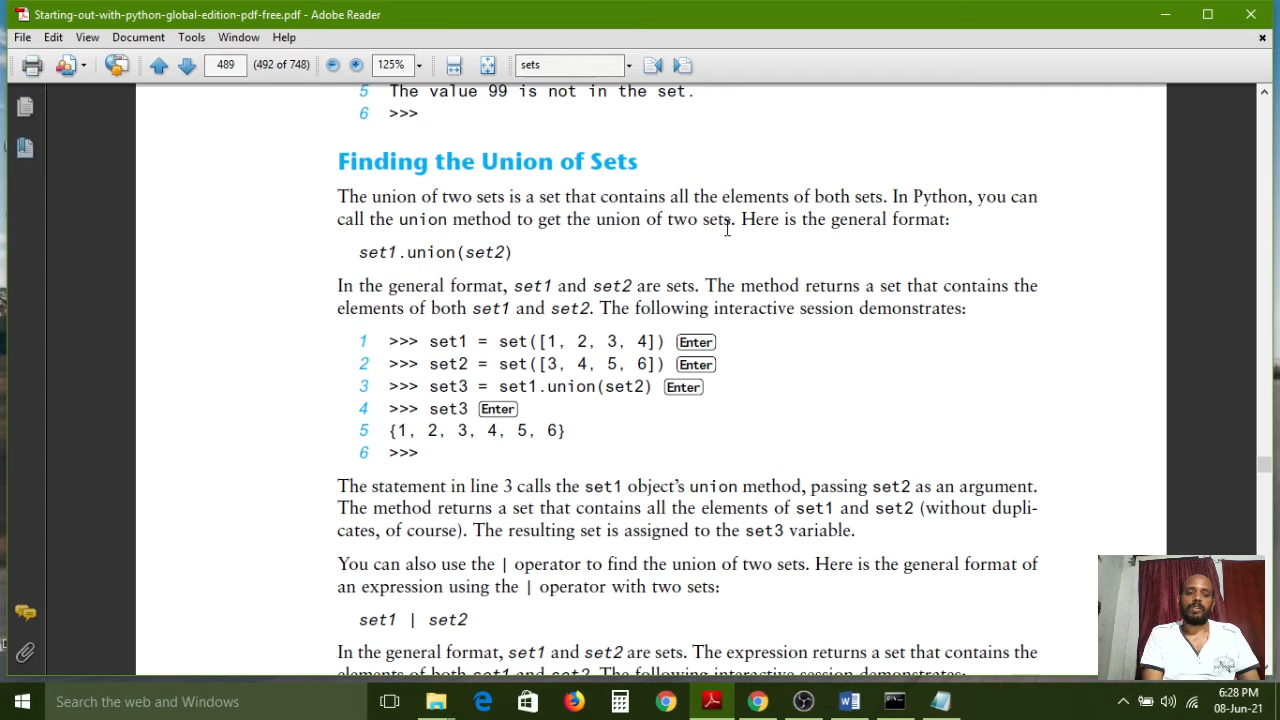 Starting-out-with-python-global-edition-pdf-free.pdf - Adobe Reader
File Edit View Document Tools Window Help
489 (492 of 748) 125% sets
5 The value 99 is not in the set.
6 >>>
Finding the Union of Sets
The union of two sets is a set that contains all the elements of both sets. In Python, you can
call the union method to get the union of two sets. Here is the general format:
set1.union(set2)
In the general format, set1 and set2 are sets. The method returns a set that contains the
elements of both set1 and set2. The following interactive session demonstrates:
1 >>> set1 = set([1, 2, 3, 4]) Enter
2 >>> set2 = set([3, 4, 5, 6]) Enter
3 >>> set3 = set1.union(set2) Enter
4 >>> set3 Enter
5 {1, 2, 3, 4, 5, 6}
6 >>>
The statement in line 3 calls the set1 object's union method, passing set2 as an argument.
The method returns a set that contains all the elements of set1 and set2 (without dupli-
cates, of course). The resulting set is assigned to the set3 variable.
You can also use the | operator to find the union of two sets. Here is the general format of
an expression using the | operator with two sets:
set1 | set2
In the general format, set1 and set2 are sets. The expression returns a set that contains the
elements of both set1 and set2. The following interactive session demonstrates:
Search the web and Windows
6:28 PM
08-Jun-21